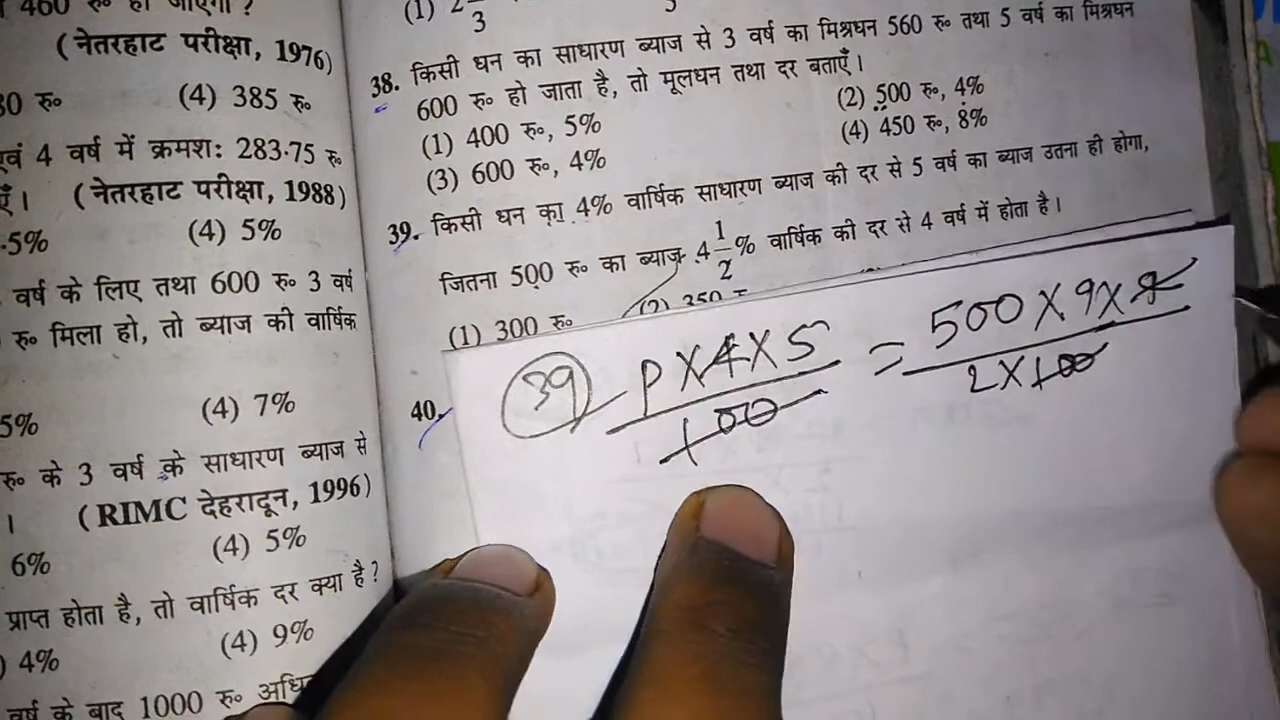 460 रु० हो जाएगा ?
(नेतरहाट परीक्षा, 1976)
(4) 385 रु०
एवं 4 वर्ष में क्रमशः 283·75 रु०
(नेतरहाट परीक्षा, 1988)
·5% (4) 5%
वर्ष के लिए तथा 600 रु० 3 वर्ष
रु० मिला हो, तो ब्याज की वार्षिक
5% (4) 7%
रु० के 3 वर्ष के साधारण ब्याज से
। (RIMC देहरादून, 1996)
6% (4) 5%
प्राप्त होता है, तो वार्षिक दर क्या है ?
) 4% (4) 9%
वर्ष के बाद 1000 रु०
38. किसी धन का साधारण ब्याज से 3 वर्ष का मिश्रधन 560 रु० तथा 5 वर्ष का मिश्रधन
600 रु० हो जाता है, तो मूलधन तथा दर बताएँ ।
(1) 400 रु०, 5% (2) 500 रु०, 4%
(3) 600 रु०, 4% (4) 450 रु०, 8%
39. किसी धन का 4% वार्षिक साधारण ब्याज की दर से 5 वर्ष का ब्याज उतना ही होगा,
जितना 500 रु० का ब्याज 4 1/2 % वार्षिक की दर से 4 वर्ष में होता है ।
(1) 300 रु० (2) 350
40.
39 P X 4 X 5 / 100 = 500 X 9 X 4 / 2 X 100